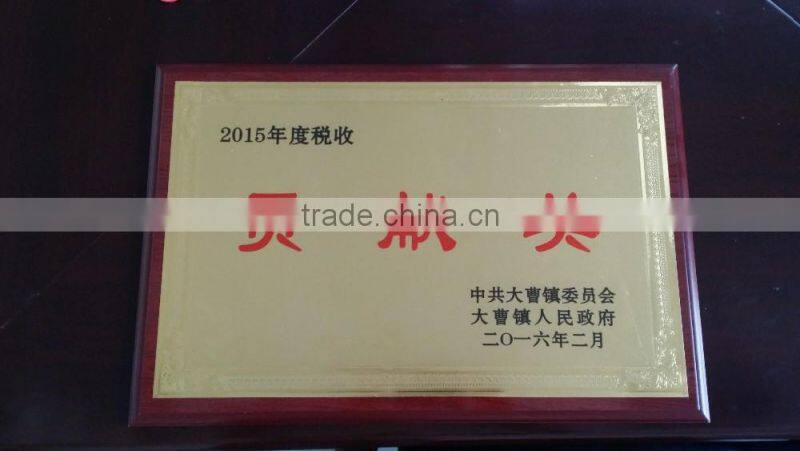 2015年度税收
贡献奖
trade.china.cn
中共大曹镇委员会
大曹镇人民政府
二〇一六年二月